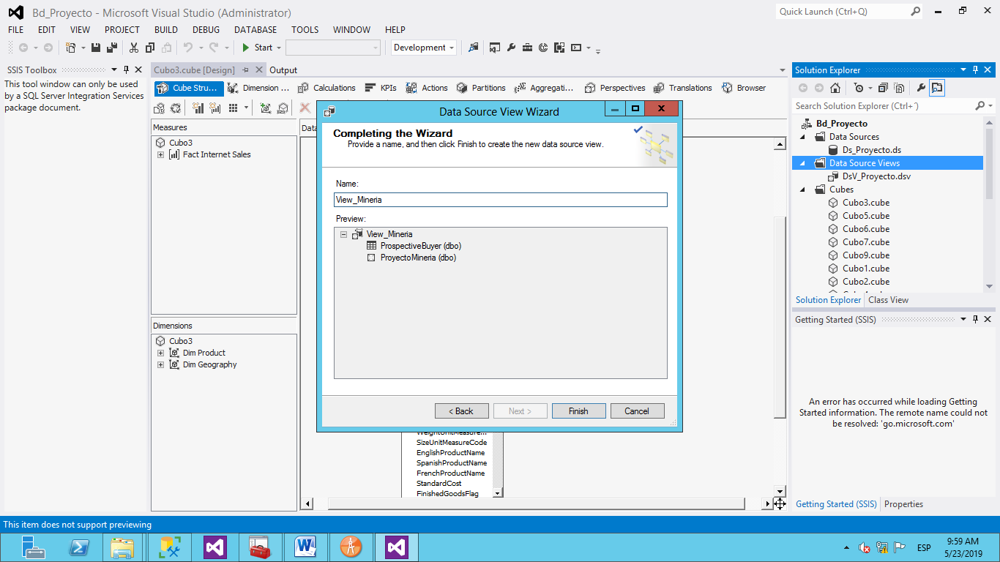 Bd_Proyecto - Microsoft Visual Studio (Administrator)
Quick Launch (Ctrl+Q)
FILE EDIT VIEW PROJECT BUILD DEBUG DATABASE TOOLS WINDOW HELP
Start
Development
SSIS Toolbox
This tool window can only be used
by a SQL Server Integration Services
package document.
Cubo3.cube [Design]
Output
Cube Stru...
Dimension ...
Calculations
KPIs
Actions
Partitions
Aggregati...
Perspectives
Translations
Browser
Measures
Cubo3
Fact Internet Sales
Dimensions
Cubo3
Dim Product
Dim Geography
Data
Data Source View Wizard
X
Completing the Wizard
Provide a name, and then click Finish to create the new data source view.
Name:
View_Mineria
Preview:
View_Mineria
ProspectiveBuyer (dbo)
ProyectoMineria (dbo)
< Back
Next >
Finish
Cancel
WeightUnitMeasure...
SizeUnitMeasureCode
EnglishProductName
SpanishProductName
FrenchProductName
StandardCost
FinishedGoodsFlag
Solution Explorer
Search Solution Explorer (Ctrl+´)
Bd_Proyecto
Data Sources
Ds_Proyecto.ds
Data Source Views
DsV_Proyecto.dsv
Cubes
Cubo3.cube
Cubo5.cube
Cubo6.cube
Cubo7.cube
Cubo9.cube
Cubo1.cube
Cubo2.cube
Solution Explorer
Class View
Getting Started (SSIS)
An error has occurred while loading Getting
Started information. The remote name could not
be resolved: 'go.microsoft.com'
Getting Started (SSIS)
Properties
This item does not support previewing
ESP
9:59 AM
5/23/2019